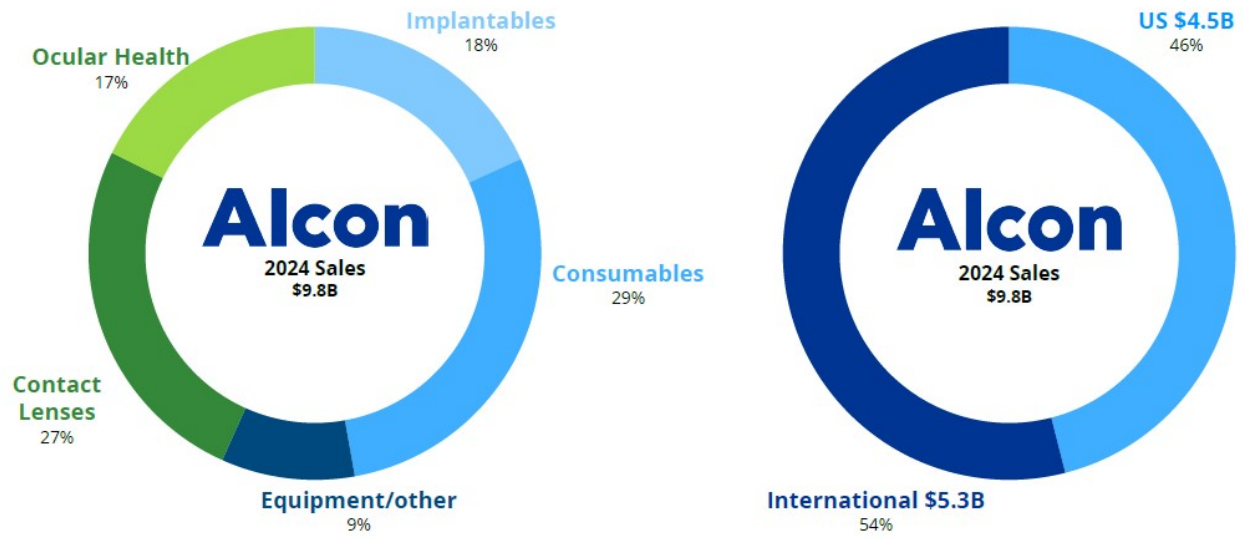 Implantables
18%
Ocular Health
17%
Alcon
2024 Sales
$9.8B
Consumables
29%
Contact
Lenses
27%
Equipment/other
9%
US $4.5B
46%
Alcon
2024 Sales
$9.8B
International $5.3B
54%